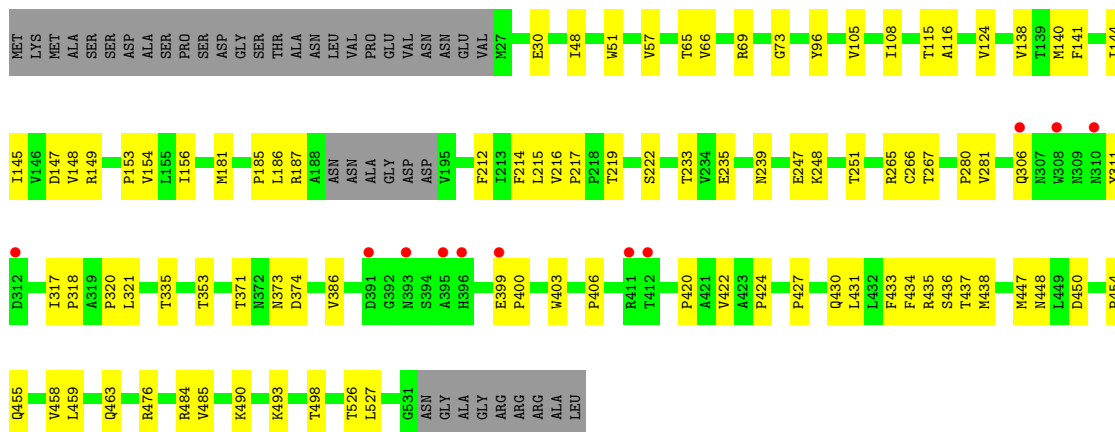 MET LYS MET ALA SER SER ASP ALA SER PRO SER ASP GLY SER THR ALA ASN LEU VAL PRO GLU VAL ASN ASN GLU VAL M27 E30 I48 W51 V57 T65 V66 R69 G73 Y96 V105 I108 T115 A116 V124 V138 T139 M140 F141 I144
I145 V146 D147 V148 R149 P153 V154 L155 I156 M181 P185 L186 R187 A188 ASN ASN ALA GLY ASP ASP V195 F212 I213 F214 L215 V216 P217 P218 T219 S222 T233 V234 E235 N239 E247 K248 T251 R265 C266 T267 P280 V281 Q306 N307 W308 N309 N310 Y311
D312 I317 P318 A319 P320 L321 T335 T353 T371 N372 N373 D374 V386 D391 G392 N393 S394 A395 H396 E399 P400 W403 P406 R411 T412 P420 A421 V422 A423 P424 P427 Q430 L431 L432 F433 F434 R435 S436 T437 M438 M447 N448 L449 D450 P454
Q455 V458 L459 Q463 R476 R484 V485 K490 K493 T498 T526 L527 G531 ASN GLY ALA GLY ARG ARG ARG ALA LEU